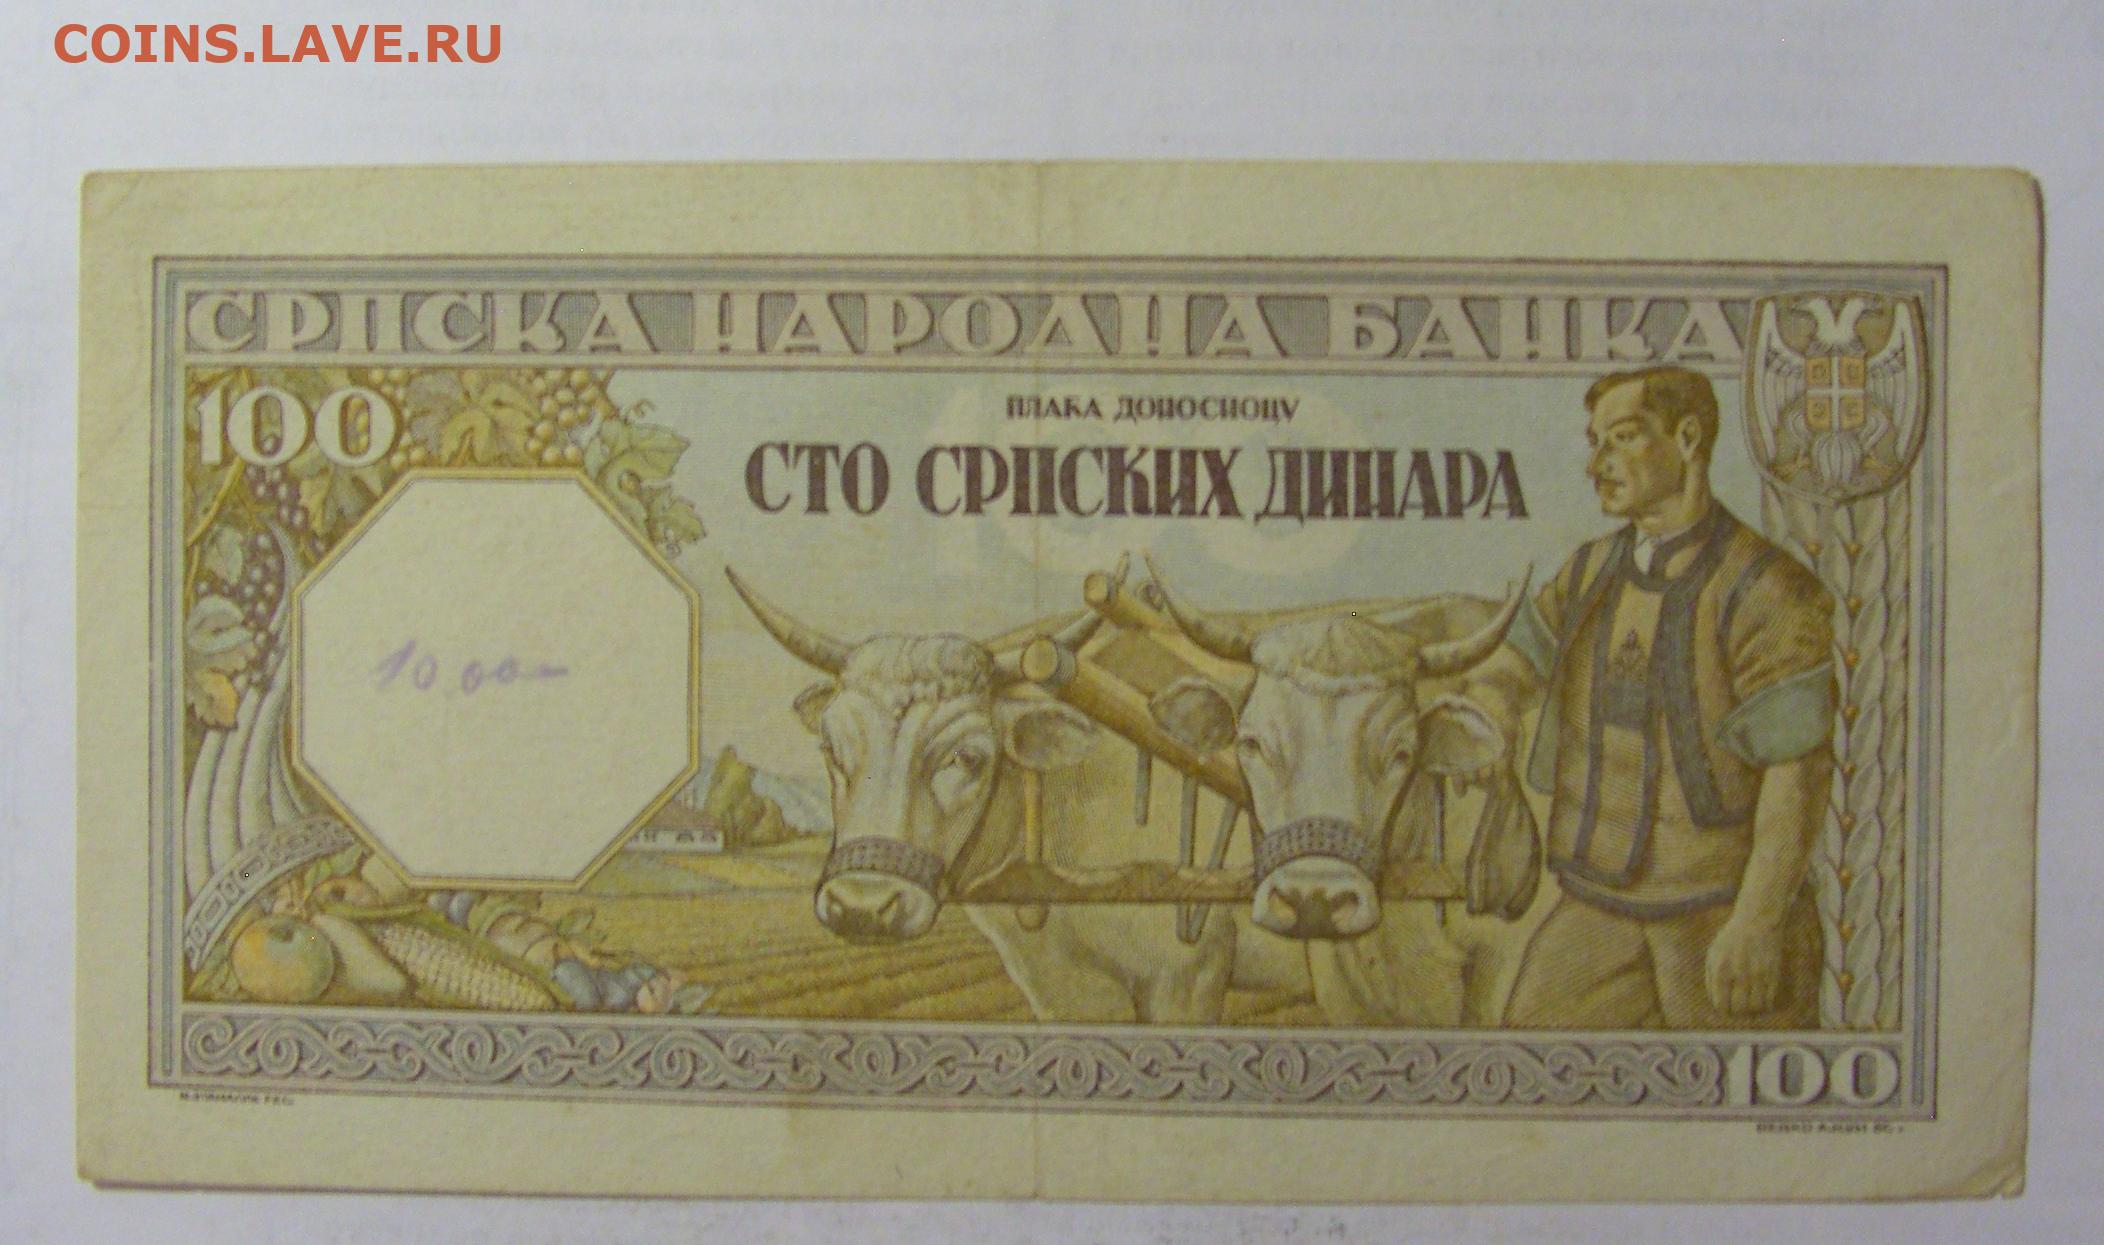 COINS.LAVE.RU
СРПСКА НАРОДНА БАНКА
100
ПЛАЋА ДОНОСИОЦУ
СТО СРПСКИХ ДИНАРА
10.00
100